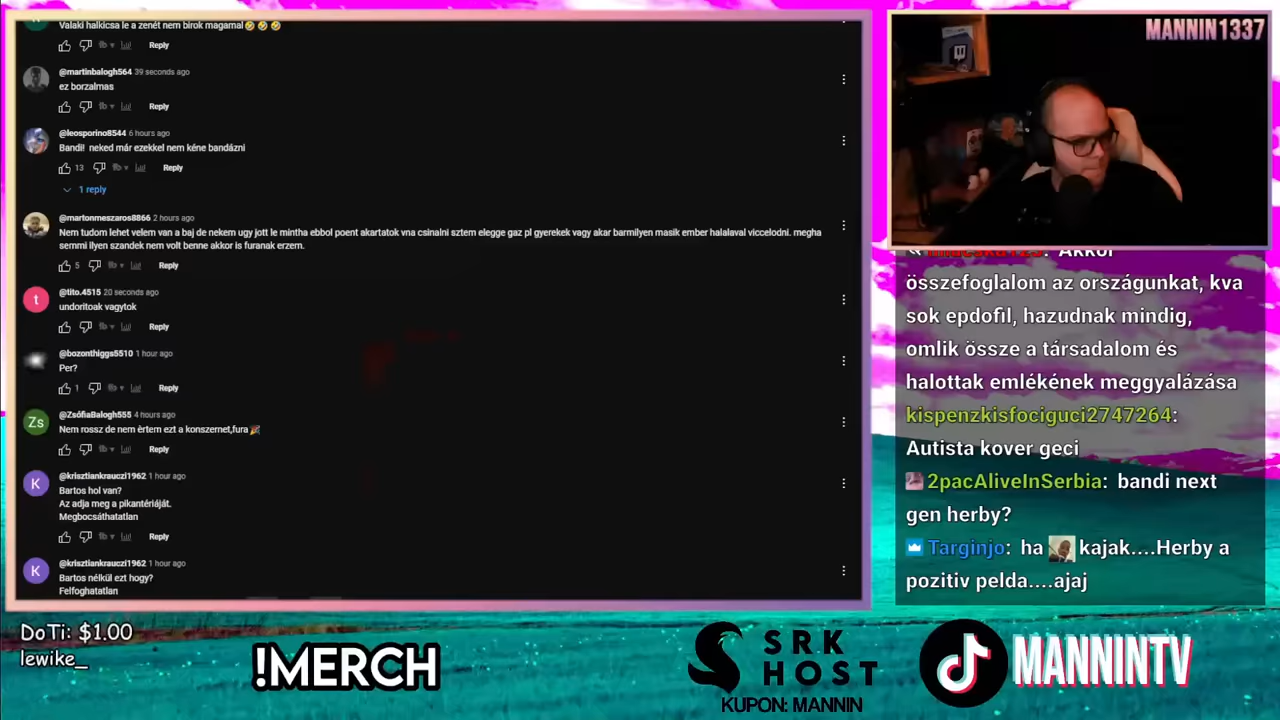 Valaki halkicsa le a zenét nem birok magamal🤣🤣🤣
Reply
@martinbalogh564 39 seconds ago
ez borzalmas
Reply
@leosporino8544 6 hours ago
Bandi! neked már ezekkel nem kéne bandázni
13 Reply
1 reply
@martonmeszaros8866 2 hours ago
Nem tudom lehet velem van a baj de nekem ugy jott le mintha ebbol poent akartatok vna csinalni sztem elegge gaz pl gyerekek vagy akar barmilyen masik ember halalaval viccelodni. megha
semmi ilyen szandek nem volt benne akkor is furanak erzem.
5 Reply
t
@tito.4515 20 seconds ago
undoritoak vagytok
Reply
@bozonthiggs5510 1 hour ago
Per?
1 Reply
Zs
@ZsófiaBalogh555 4 hours ago
Nem rossz de nem èrtem ezt a konszernet,fura🎉
Reply
K
@krisztiankrauczi1962 1 hour ago
Bartos hol van?
Az adja meg a pikantériáját.
Megbocsáthatatlan
Reply
K
@krisztiankrauczi1962 1 hour ago
Bartos nélkül ezt hogy?
Felfoghatatlan
MANNIN1337
Akkor
összefoglalom az országunkat, kva
sok epdofil, hazudnak mindig,
omlik össze a társadalom és
halottak emlékének meggyalázása
kispenzkisfociguci2747264:
Autista kover geci
2pacAliveInSerbia: bandi next
gen herby?
Targinjo: ha kajak....Herby a
pozitiv pelda....ajaj
DoTi: $1.00
lewike_
!MERCH
SRK
HOST
KUPON: MANNIN
MANNINTV